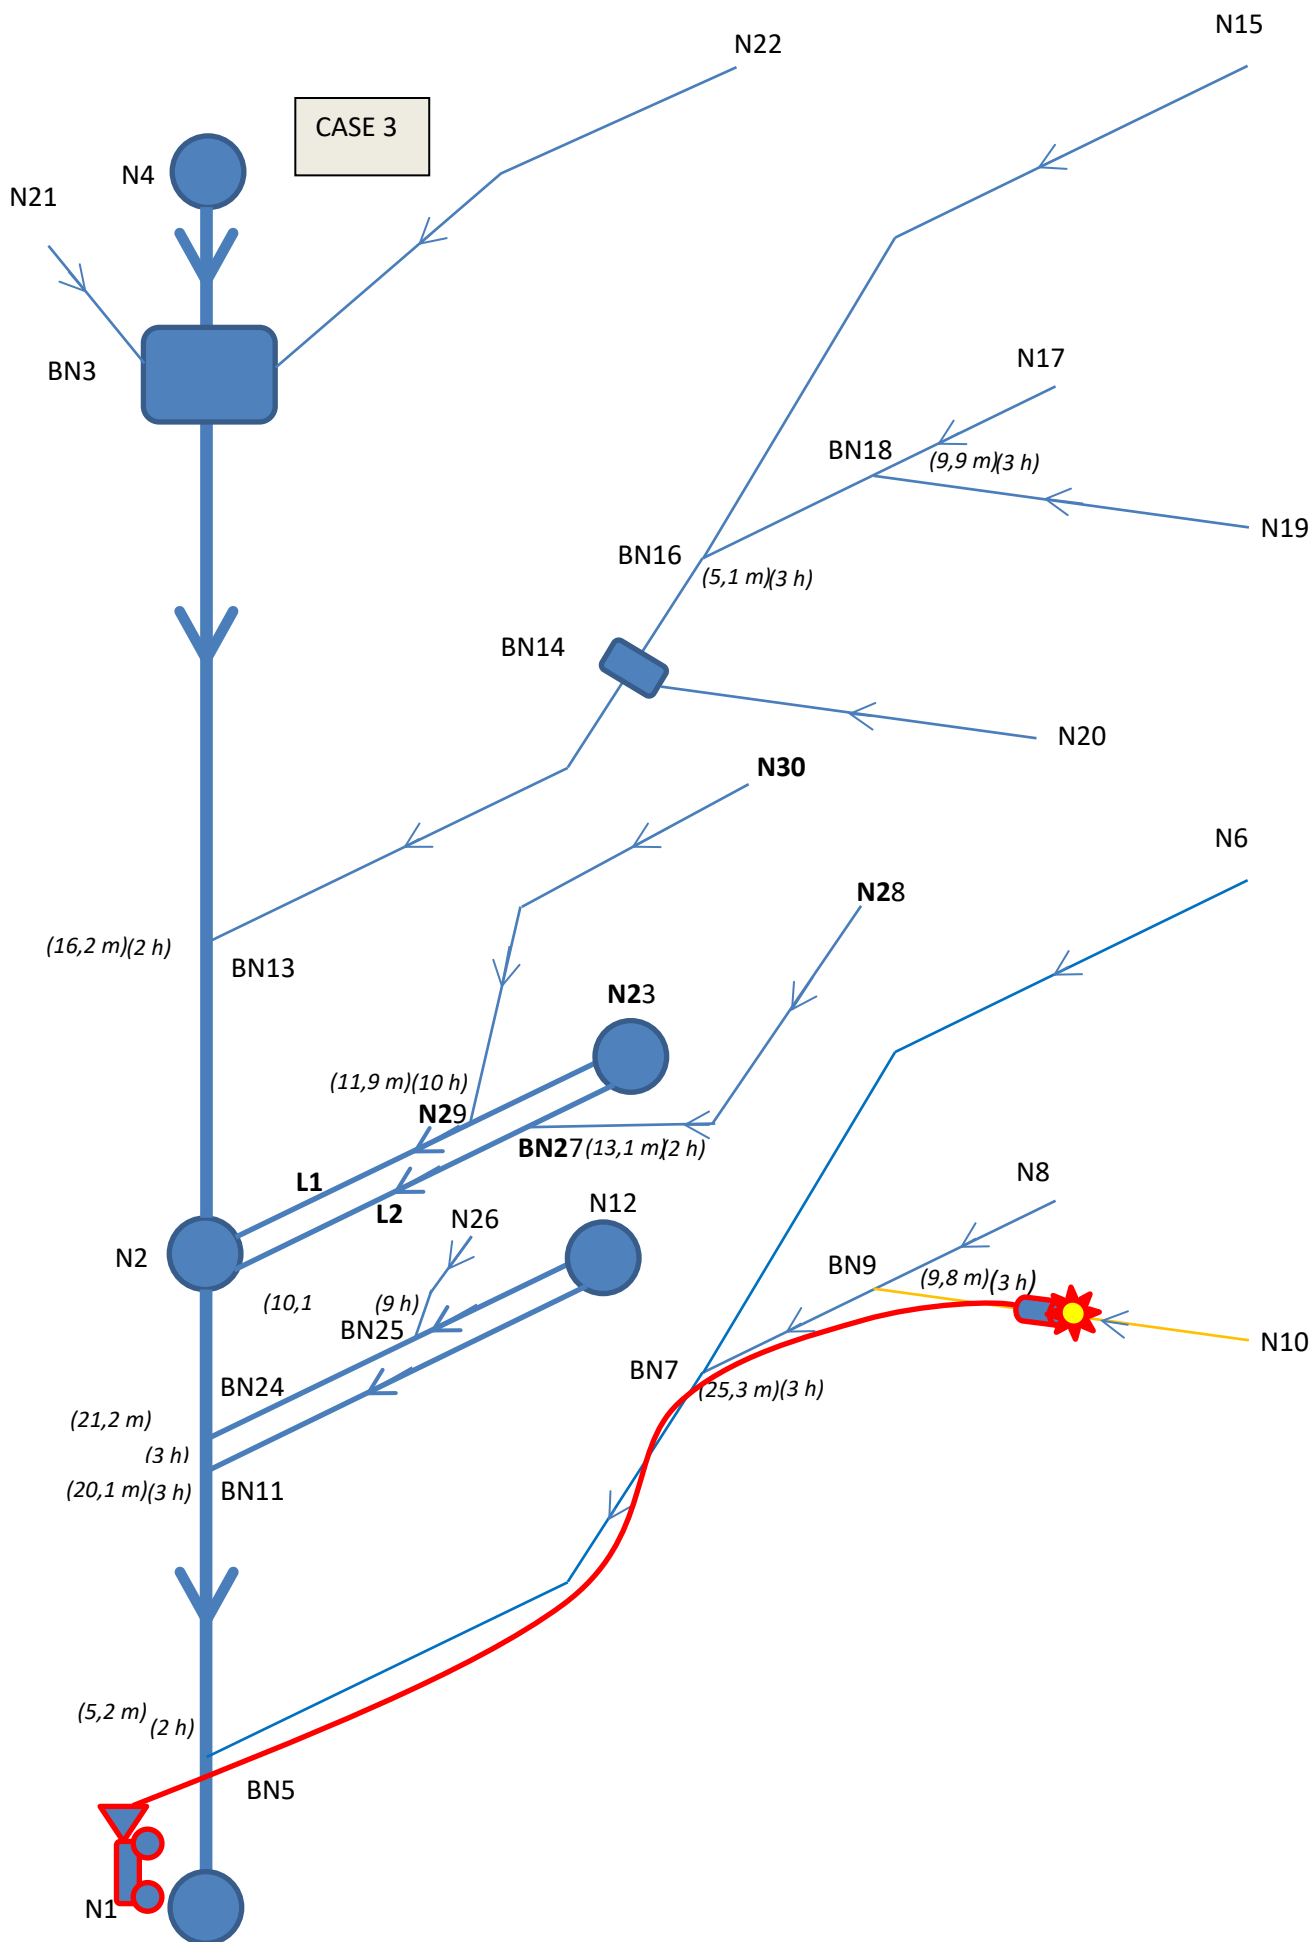 N15
N22
CASE 3
N4
N21
N17
BN3
BN18
(9,9 m)(3 h)
N19
BN16
(5,1 m)(3 h)
BN14
N20
N30
N6
N28
(16,2 m)(2 h)
BN13
N23
(11,9 m)(10 h)
N29
BN27(13,1 m)(2 h)
L1
N8
L2
N12
N26
N2
BN9
(9,8 m)(3 h)
(10,1
(9 h)
BN25
N10
BN7
(25,3 m)(3 h)
BN24
(21,2 m)
(3 h)
(20,1 m)(3 h)
BN11
(5,2 m)
(2 h)
BN5
N1